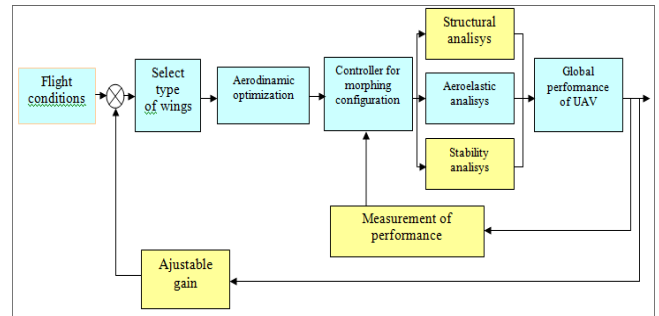 Structural
analisys
Flight
conditions
Select
type
of wings
Aerodinamic
optimization
Controller for
morphing
configuration
Aeroelastic
analisys
Global
performance
of UAV
Stability
analisys
Measurement of
performance
Ajustable
gain